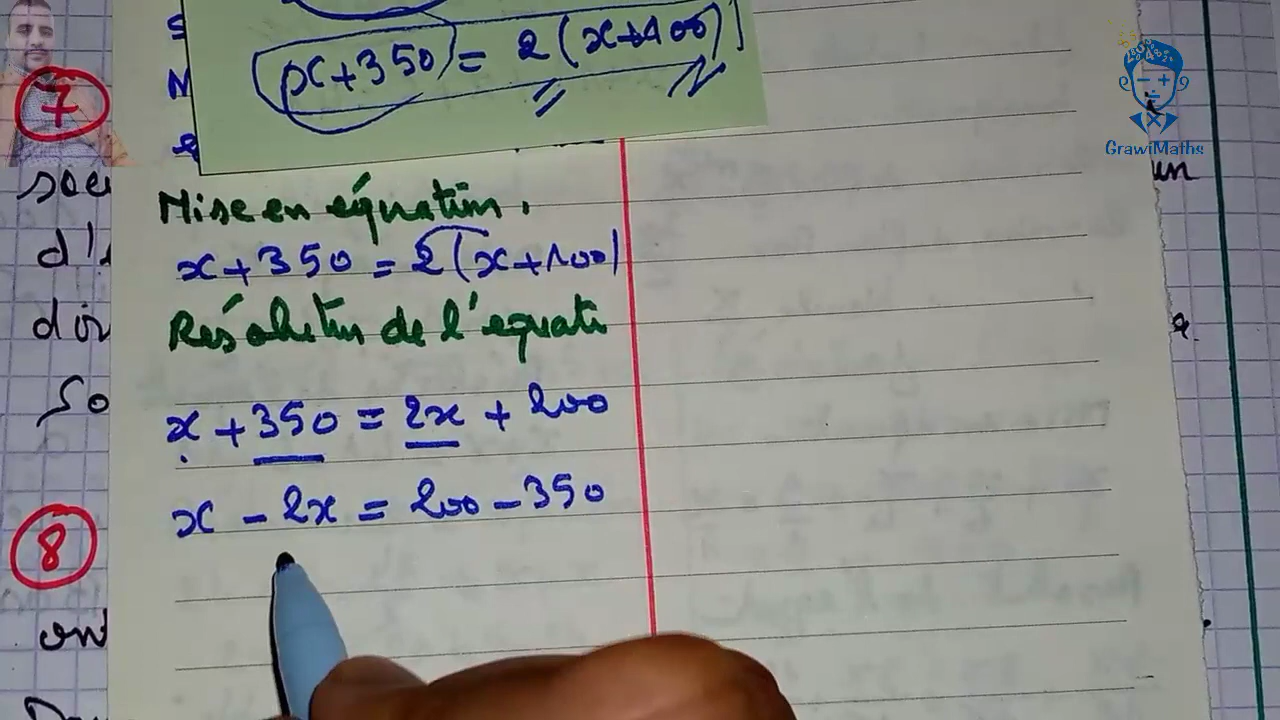 x+350 = 2(x+100)
7
GrawiMaths
un
Mise en équation.
x+350 = 2(x+100)
Résolution de l'équati
x + 350 = 2x + 200
x - 2x = 200 - 350
8